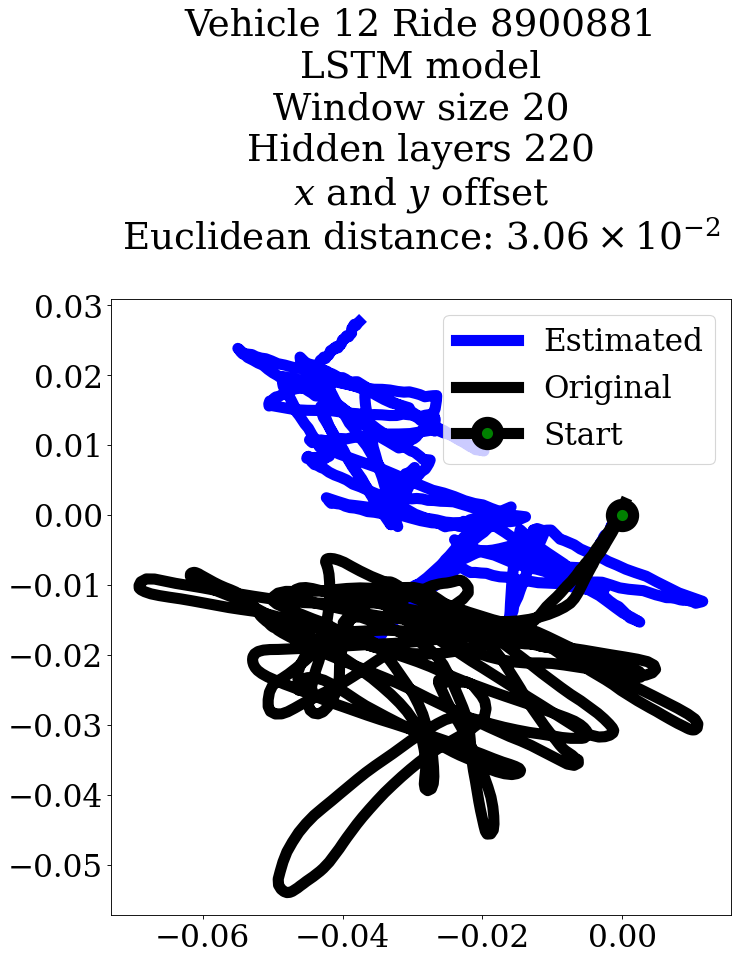 Vehicle 12 Ride 8900881
LSTM model
Window size 20
Hidden layers 220
x and y offset
Euclidean distance: 3.06 × 10⁻²
0.03
0.02
0.01
0.00
−0.01
−0.02
−0.03
−0.04
−0.05
Estimated
Original
Start
−0.06 −0.04 −0.02 0.00